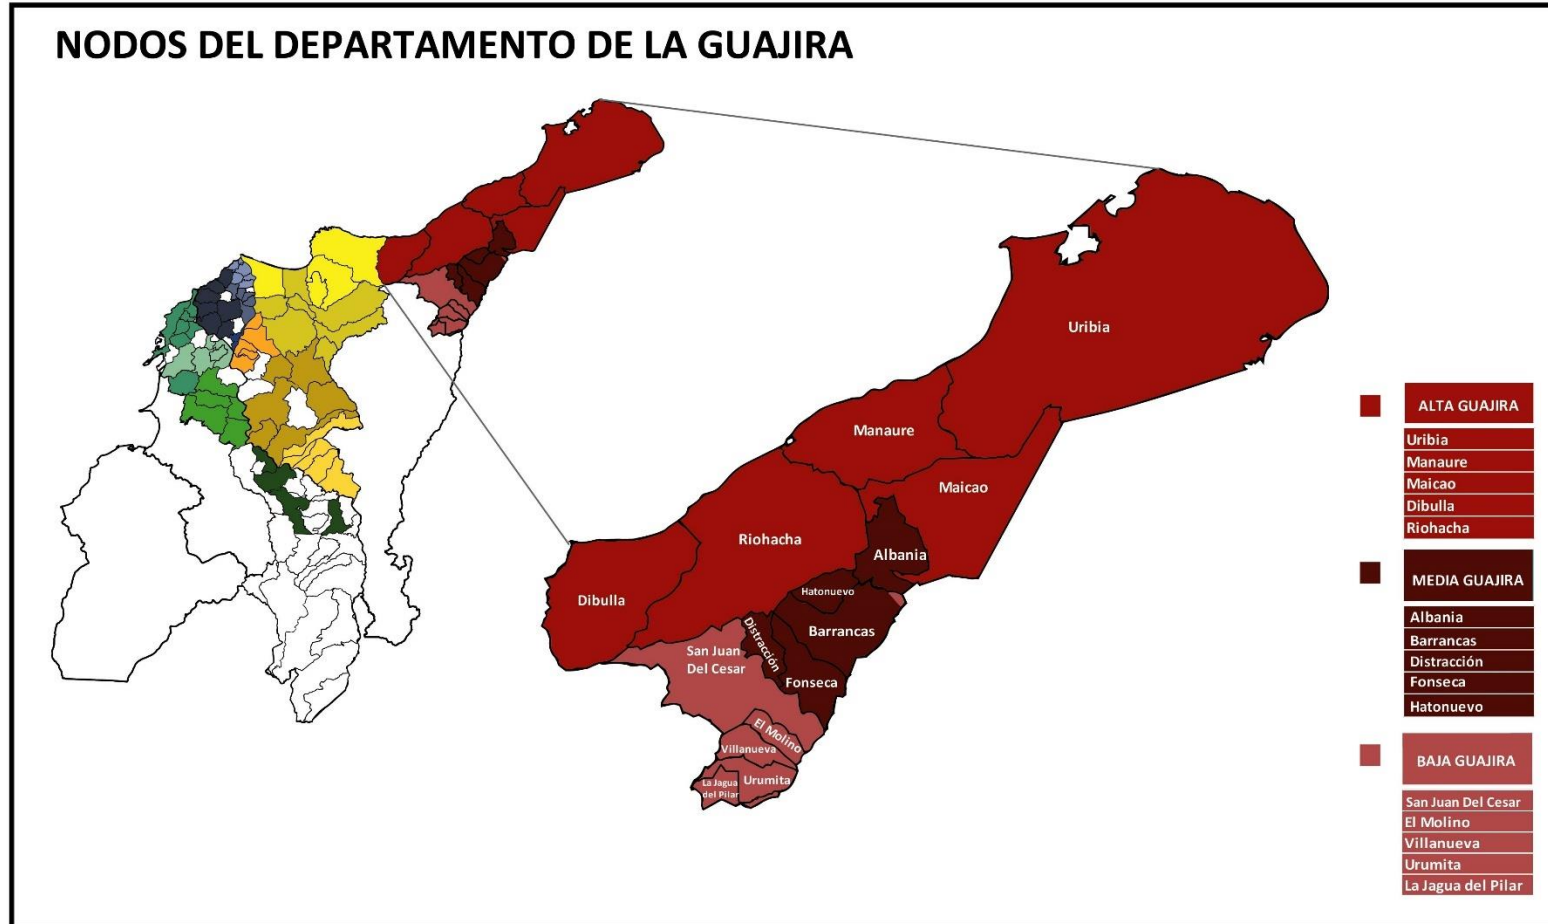 NODOS DEL DEPARTAMENTO DE LA GUAJIRA
Uribia
Manaure
Maicao
Riohacha
Albania
Hatonuevo
Dibulla
Barrancas
Distracción
San Juan
Del Cesar
Fonseca
El Molino
Villanueva
Urumita
La Jagua
del Pilar
ALTA GUAJIRA
Uribia
Manaure
Maicao
Dibulla
Riohacha
MEDIA GUAJIRA
Albania
Barrancas
Distracción
Fonseca
Hatonuevo
BAJA GUAJIRA
San Juan Del Cesar
El Molino
Villanueva
Urumita
La Jagua del Pilar